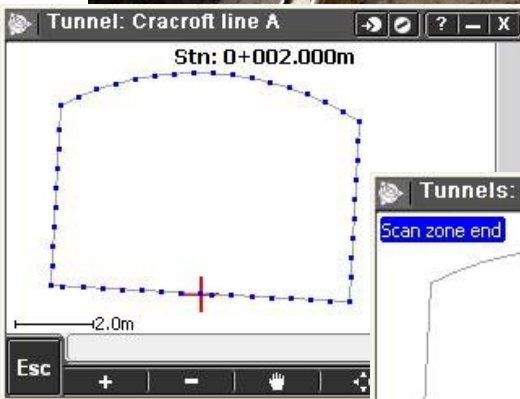 Tunnel: Cracroft line A
? – X
Stn: 0+002.000m
Tunnels:
Scan zone end
2.0m
Esc
+ –